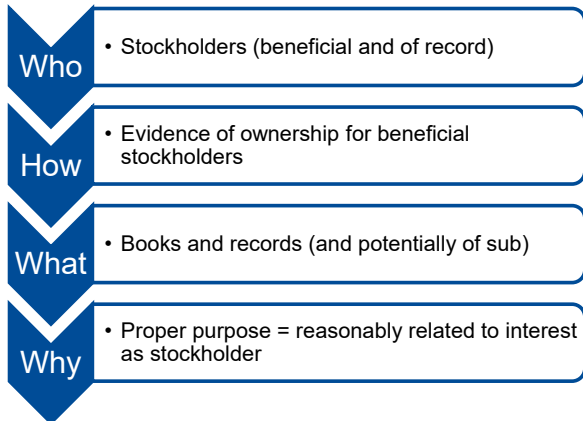 Who
• Stockholders (beneficial and of record)
How
• Evidence of ownership for beneficial
stockholders
What
• Books and records (and potentially of sub)
Why
• Proper purpose = reasonably related to interest
as stockholder